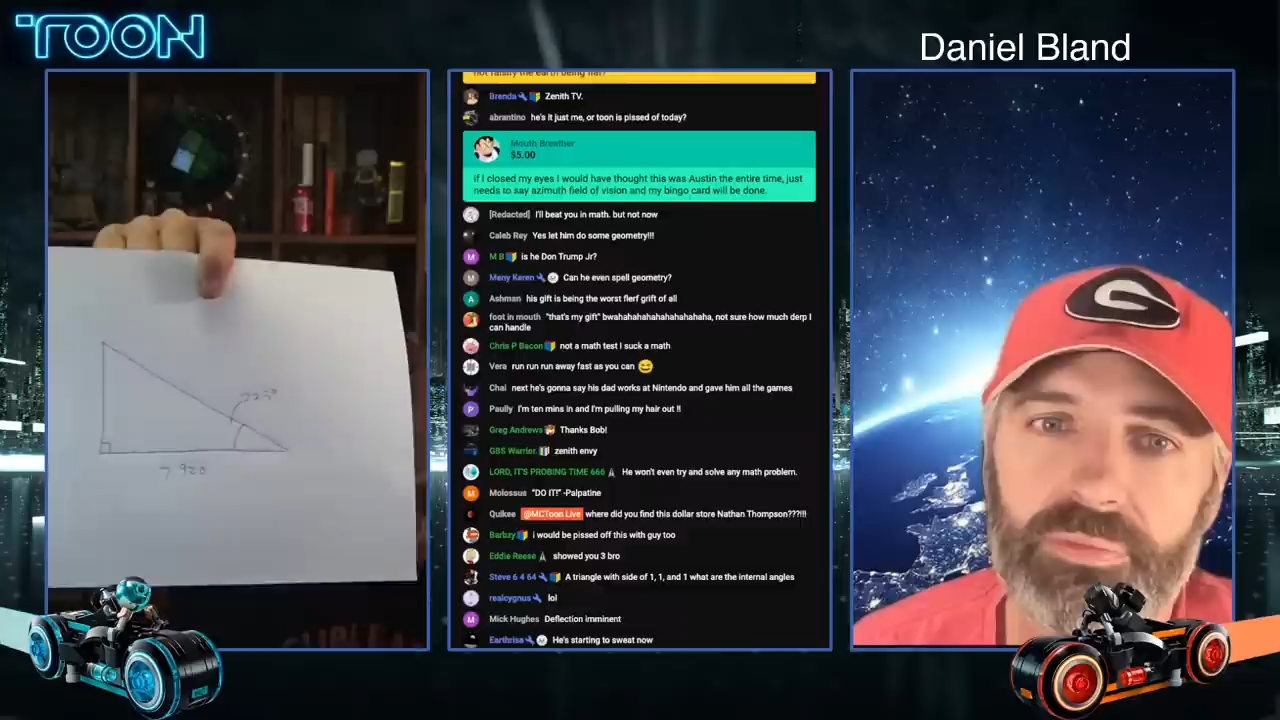 TOON
Daniel Bland
not falsify the earth being flat?
Brenda Zenith TV.
abrantino he's it just me, or toon is pissed of today?
Mouth Breather
$5.00
if I closed my eyes I would have thought this was Austin the entire time, just
needs to say azimuth field of vision and my bingo card will be done.
[Redacted] I'll beat you in math. but not now
Caleb Rey Yes let him do some geometry!!!
M M B is he Don Trump Jr?
M Meny Keren Can he even spell geometry?
A Ashman his gift is being the worst flerf grift of all
foot in mouth "that's my gift" bwahahahahahahahaha, not sure how much derp I
can handle
Chris P Bacon not a math test I suck a math
Vera run run run away fast as you can
Chai next he's gonna say his dad works at Nintendo and gave him all the games
P Paully I'm ten mins in and I'm pulling my hair out !!
Greg Andrews Thanks Bob!
GBS Warrior. zenith envy
LORD, IT'S PROBING TIME 666 He won't even try and solve any math problem.
M Molossus "DO IT!" -Palpatine
Quikee @MCToon Live where did you find this dollar store Nathan Thompson???!!!
Barbzy i would be pissed off this with guy too
Eddie Reese showed you 3 bro
Steve 6 4 64 A triangle with side of 1, 1, and 1 what are the internal angles
realcygnus lol
M Mick Hughes Deflection imminent
Earthrisa He's starting to sweat now
7920
G